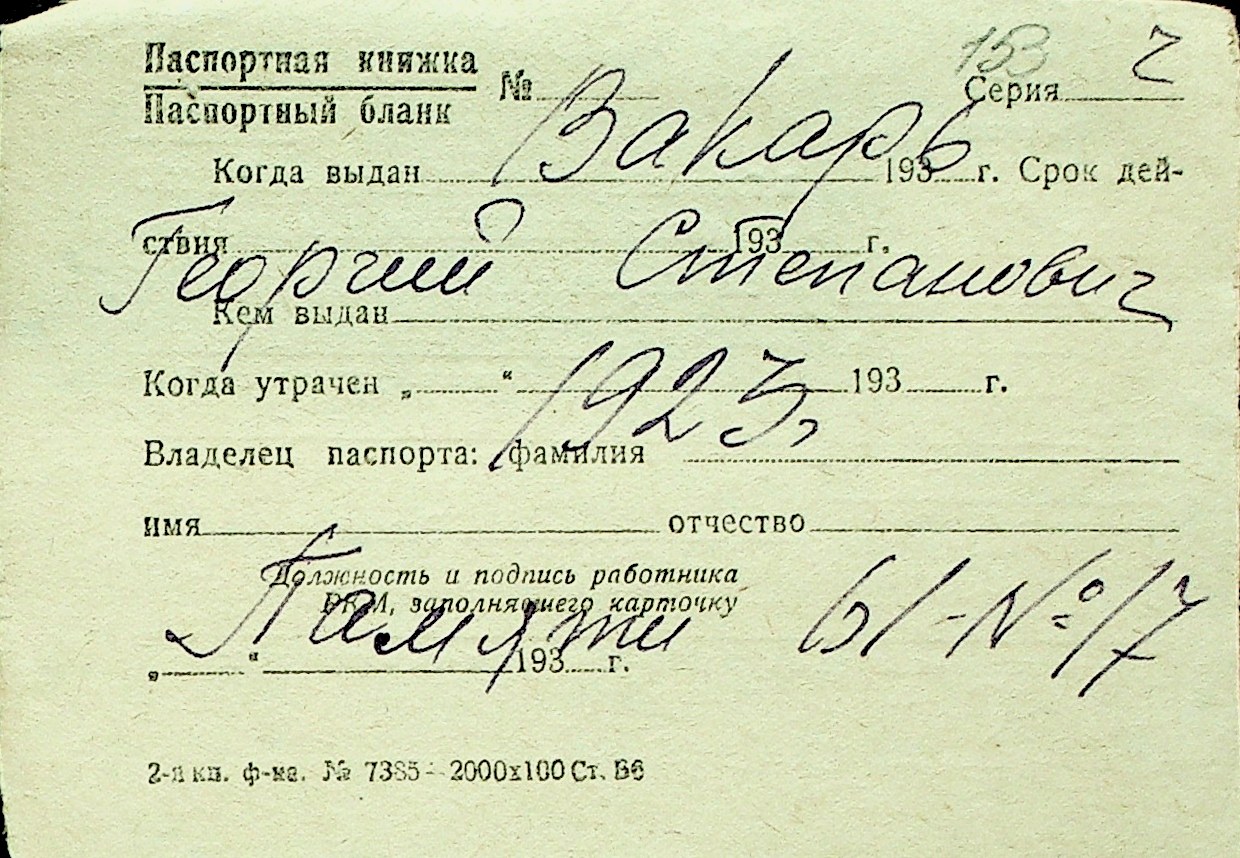 153 г
Паспортная книжка
Паспортный бланк № Серия
Вакарь
Когда выдан 193 г. Срок дей-
ствия 193 г.
Георгий Степанович
Кем выдан
Когда утрачен „ “ 193 г.
1923,
Владелец паспорта: фамилия
имя отчество
Должность и подпись работника
РКМ, заполнявшего карточку
Памяти 61-№17
„ “ 193 г.
2-я кн. ф-ка. № 7385– 2000х100 Ст. В6